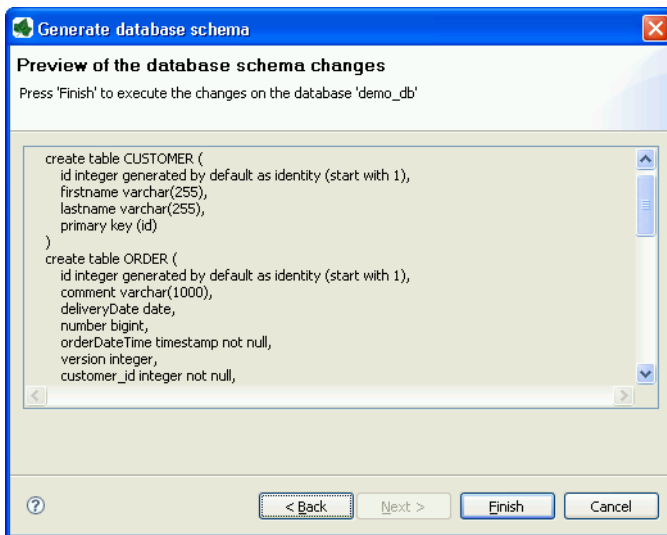 Generate database schema
Preview of the database schema changes
Press 'Finish' to execute the changes on the database 'demo_db'
create table CUSTOMER (
id integer generated by default as identity (start with 1),
firstname varchar(255),
lastname varchar(255),
primary key (id)
)
create table ORDER (
id integer generated by default as identity (start with 1),
comment varchar(1000),
deliveryDate date,
number bigint,
orderDateTime timestamp not null,
version integer,
customer_id integer not null,
? < Back Next > Finish Cancel